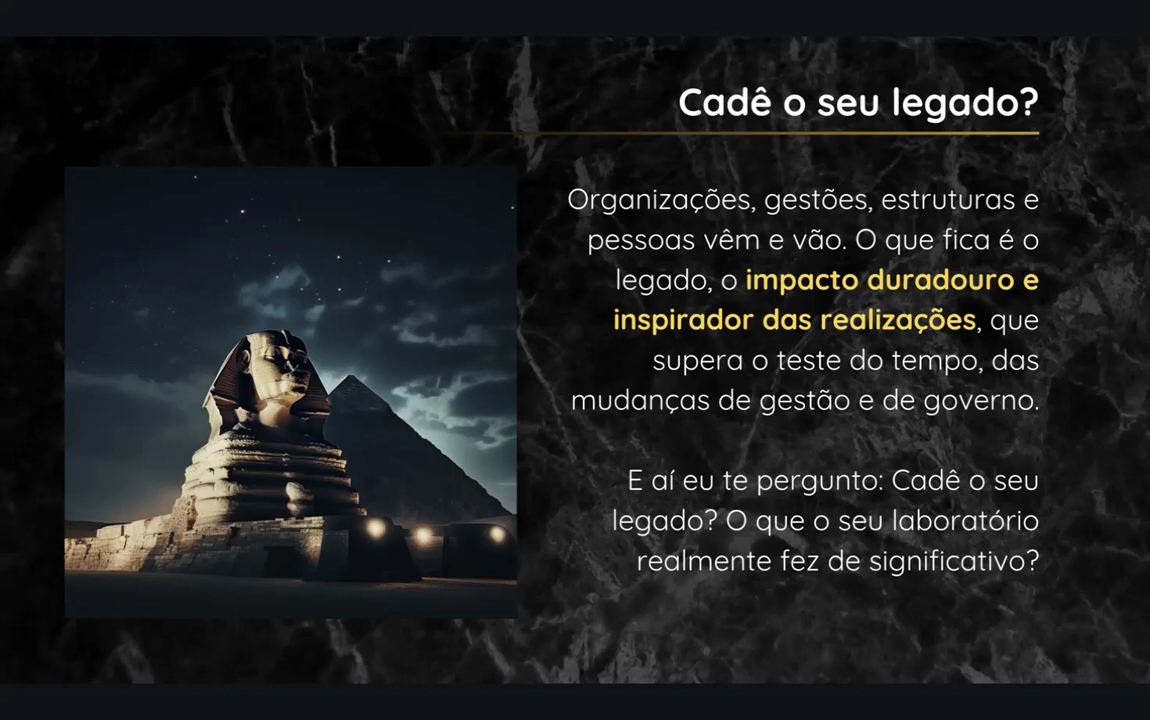 Cadê o seu legado?
Organizações, gestões, estruturas e
pessoas vêm e vão. O que fica é o
legado, o impacto duradouro e
inspirador das realizações, que
supera o teste do tempo, das
mudanças de gestão e de governo.
E aí eu te pergunto: Cadê o seu
legado? O que o seu laboratório
realmente fez de significativo?